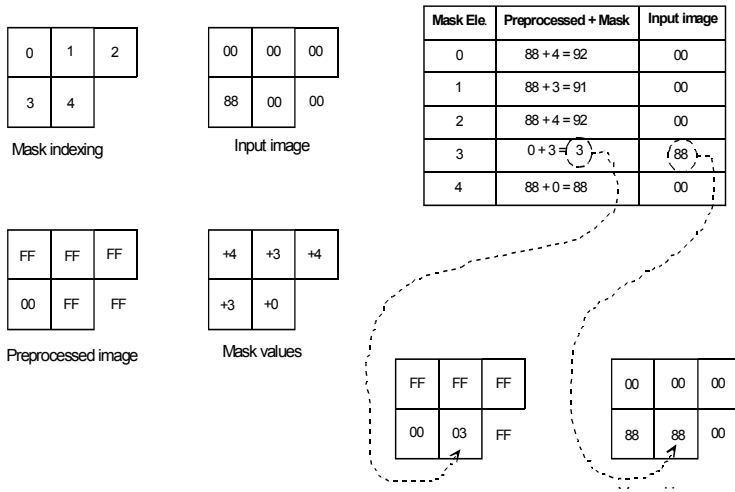 0 1 2
3 4
Mask indexing
00 00 00
88 00 00
Input image
Mask Ele. Preprocessed + Mask Input image
0 88 + 4 = 92 00
1 88 + 3 = 91 00
2 88 + 4 = 92 00
3 0 + 3 = 3 88
4 88 + 0 = 88 00
FF FF FF
00 FF FF
Preprocessed image
+4 +3 +4
+3 +0
Mask values
FF FF FF
00 03 FF
00 00 00
88 88 00